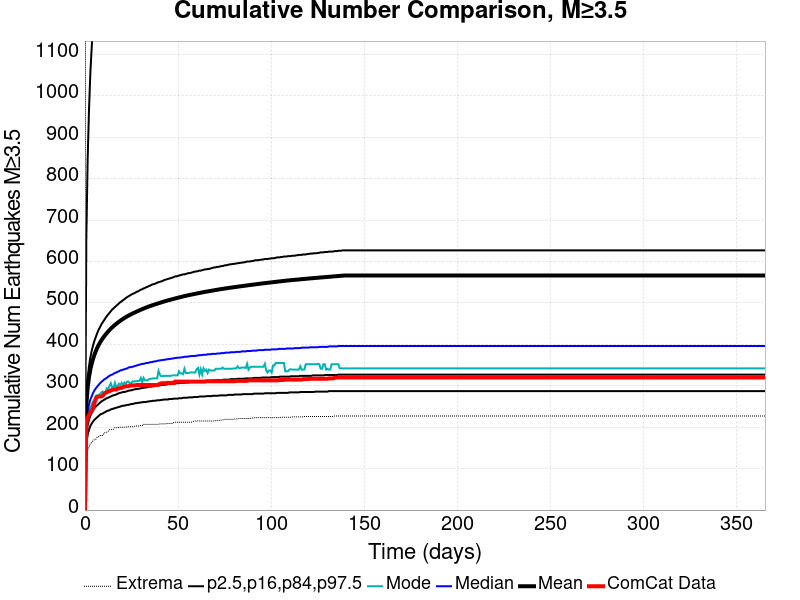 Cumulative Number Comparison, M≥3.5
Cumulative Num Earthquakes M≥3.5
1100
1000
900
800
700
600
500
400
300
200
100
0
0 50 100 150 200 250 300 350
Time (days)
Extrema p2.5,p16,p84,p97.5 Mode Median Mean ComCat Data